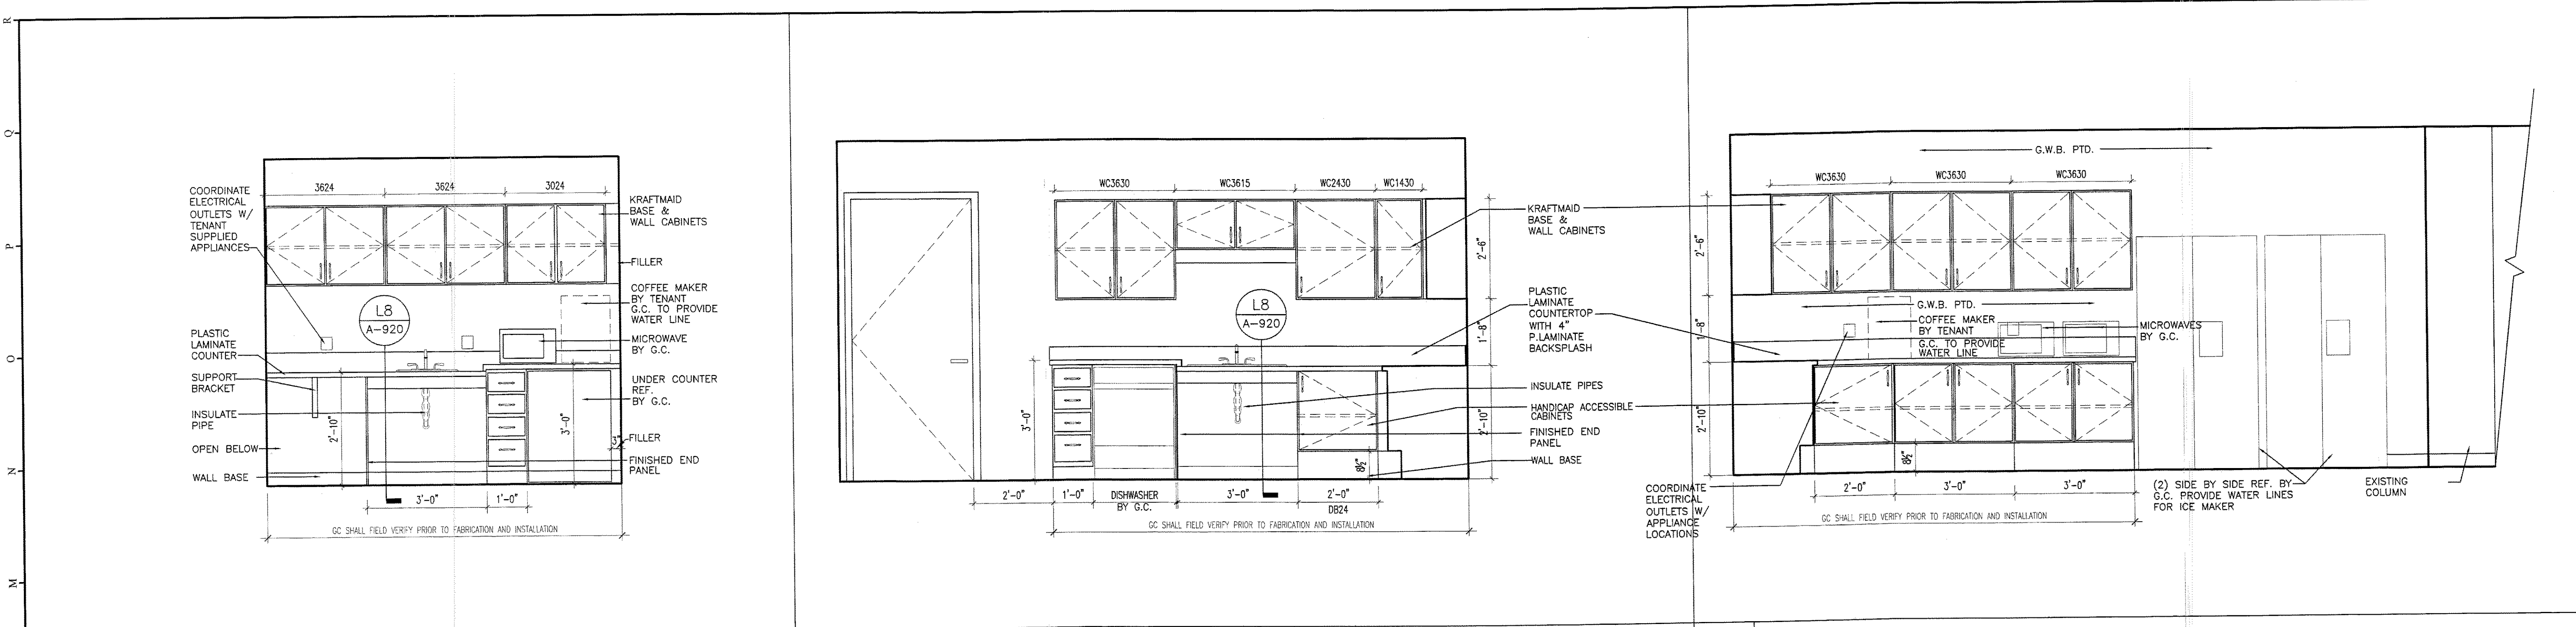 R
Q
P
O
N
M
3624
3624
3024
COORDINATE
ELECTRICAL
OUTLETS W/
TENANT
SUPPLIED
APPLIANCES
PLASTIC
LAMINATE
COUNTER
SUPPORT
BRACKET
INSULATE
PIPE
OPEN BELOW
WALL BASE
L8
A-920
KRAFTMAID
BASE &
WALL CABINETS
FILLER
COFFEE MAKER
BY TENANT
G.C. TO PROVIDE
WATER LINE
MICROWAVE
BY G.C.
UNDER COUNTER
REF.
BY G.C.
3"
FILLER
FINISHED END
PANEL
2'-10"
3'-0"
3'-0"
1'-0"
GC SHALL FIELD VERIFY PRIOR TO FABRICATION AND INSTALLATION
WC3630
WC3615
WC2430
WC1430
L8
A-920
2'-6"
1'-8"
2'-10"
3'-0"
8½"
2'-0"
1'-0"
DISHWASHER
BY G.C.
3'-0"
2'-0"
DB24
GC SHALL FIELD VERIFY PRIOR TO FABRICATION AND INSTALLATION
KRAFTMAID
BASE &
WALL CABINETS
PLASTIC
LAMINATE
COUNTERTOP
WITH 4"
P.LAMINATE
BACKSPLASH
INSULATE PIPES
HANDICAP ACCESSIBLE
CABINETS
FINISHED END
PANEL
WALL BASE
G.W.B. PTD.
WC3630
WC3630
WC3630
2'-6"
1'-8"
2'-10"
G.W.B. PTD.
COFFEE MAKER
BY TENANT
G.C. TO PROVIDE
WATER LINE
MICROWAVES
BY G.C.
8½"
COORDINATE
ELECTRICAL
OUTLETS W/
APPLIANCE
LOCATIONS
2'-0"
3'-0"
3'-0"
GC SHALL FIELD VERIFY PRIOR TO FABRICATION AND INSTALLATION
(2) SIDE BY SIDE REF. BY
G.C. PROVIDE WATER LINES
FOR ICE MAKER
EXISTING
COLUMN